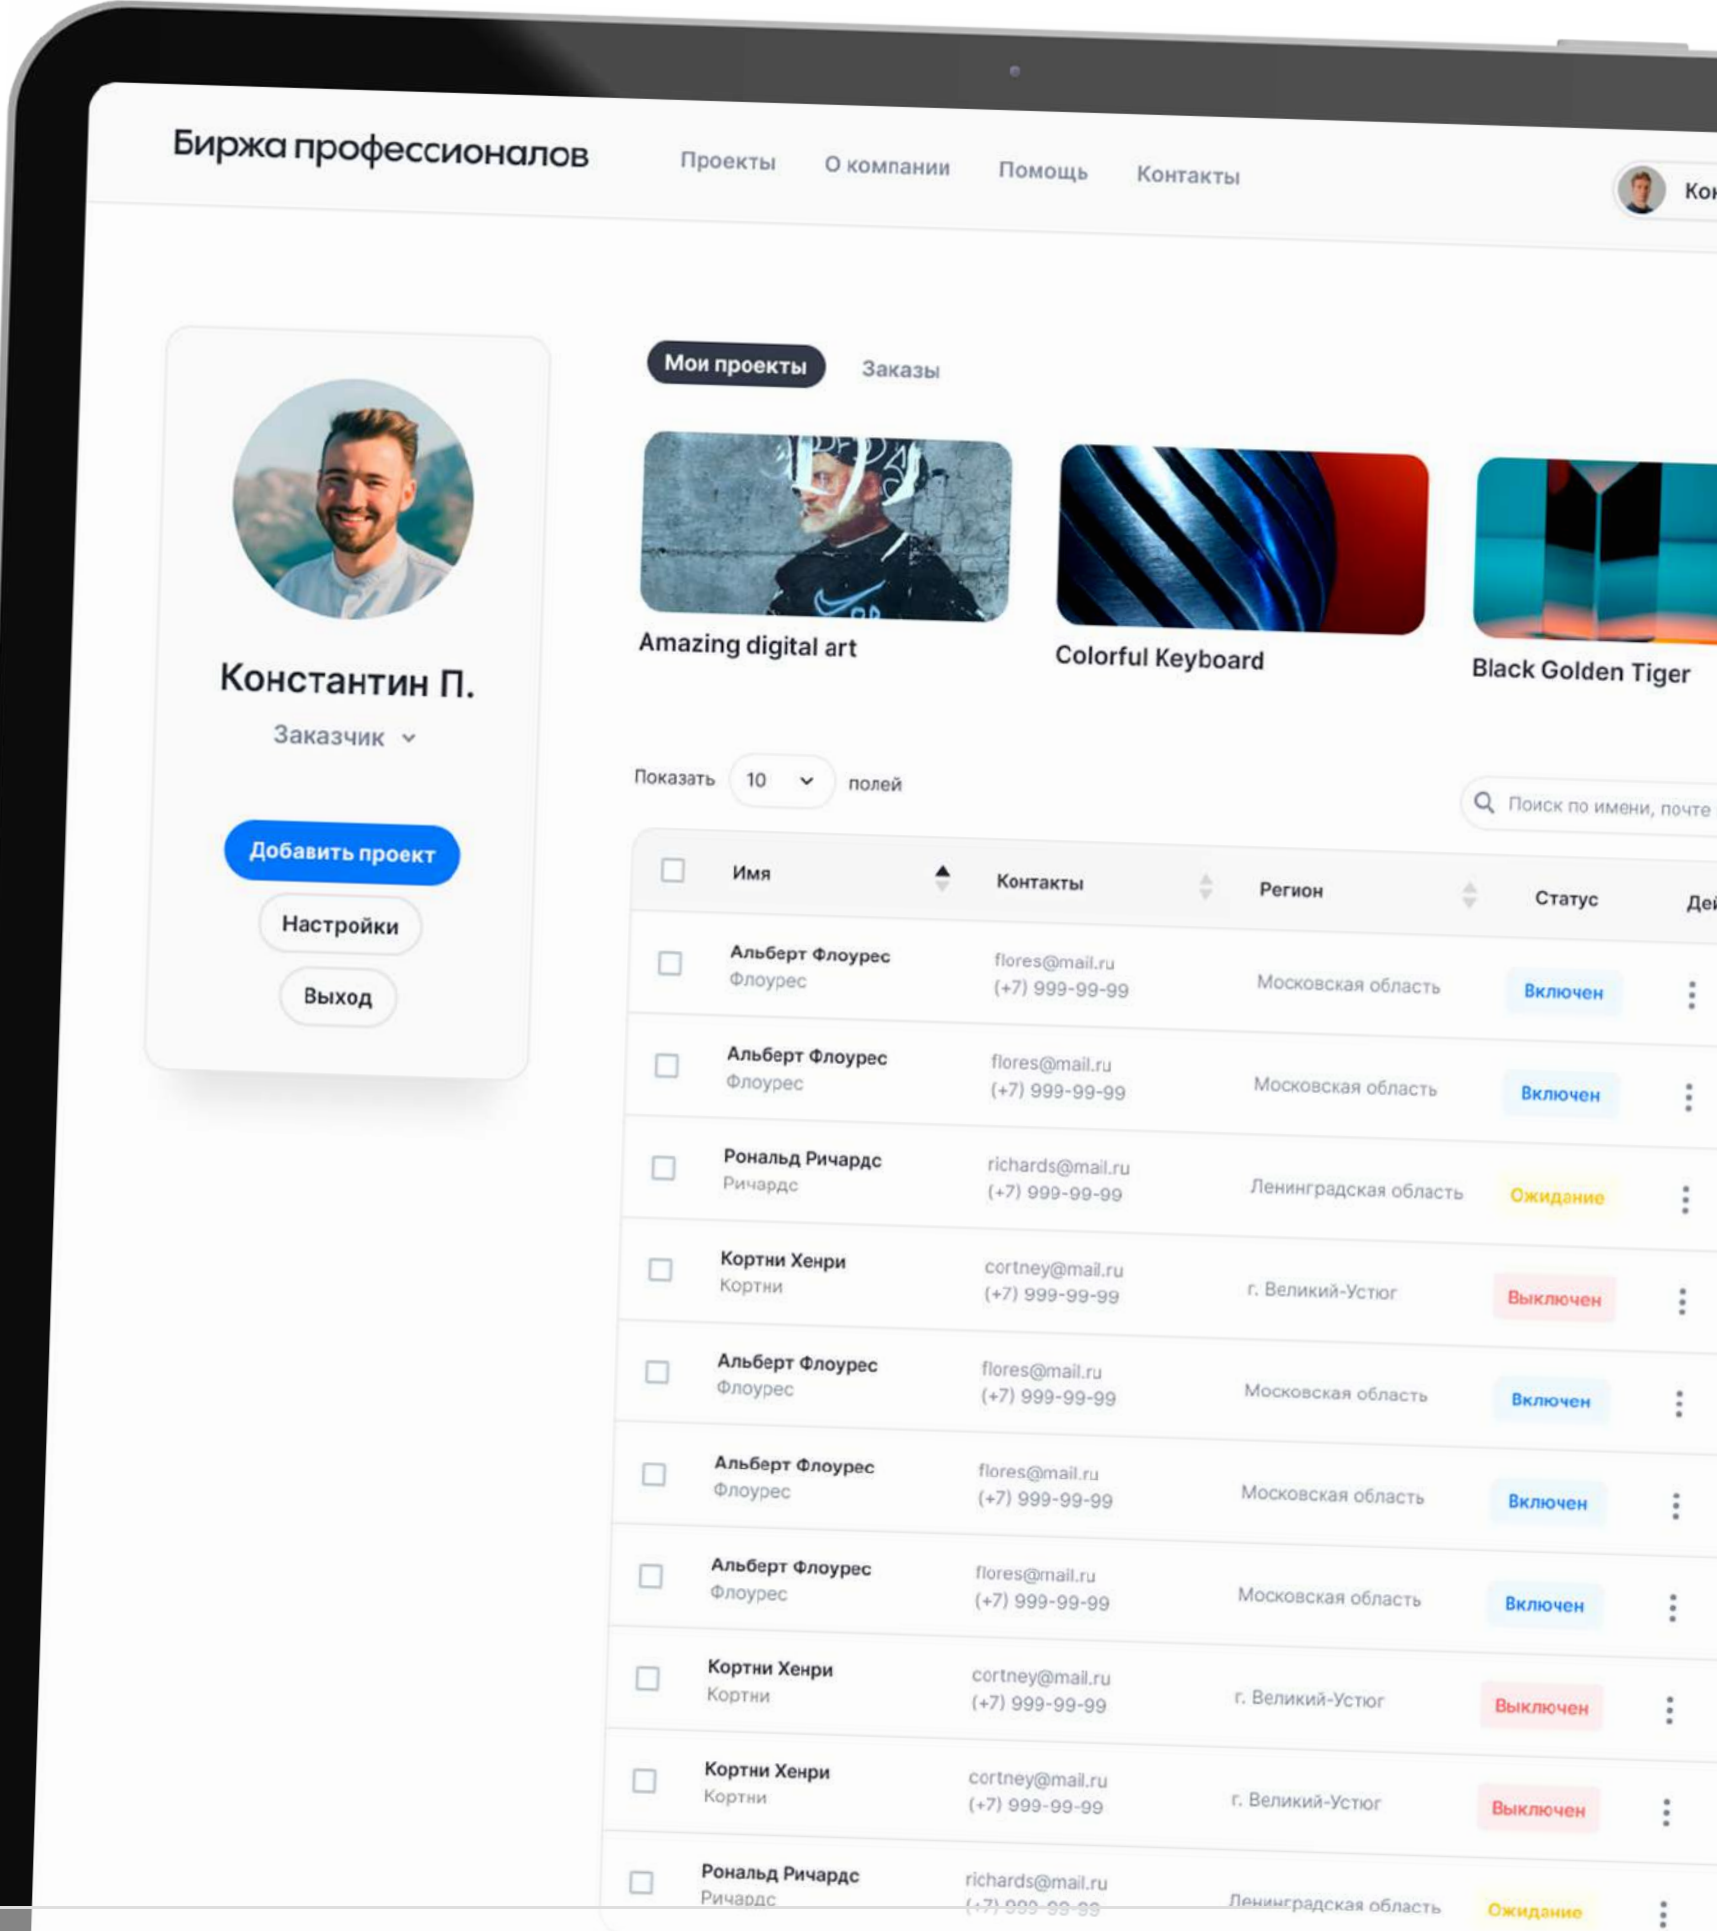 Биржа профессионалов
Проекты О компании Помощь Контакты
Константин П.
Заказчик
Добавить проект
Настройки
Выход
Мои проекты Заказы
Amazing digital art
Colorful Keyboard
Black Golden Tiger
Показать 10 полей
Поиск по имени, почте
Имя Контакты Регион Статус
Альберт Флоурес
Флоурес
flores@mail.ru
(+7) 999-99-99
Московская область
Включен
Альберт Флоурес
Флоурес
flores@mail.ru
(+7) 999-99-99
Московская область
Включен
Рональд Ричардс
Ричардс
richards@mail.ru
(+7) 999-99-99
Ленинградская область
Ожидание
Кортни Хенри
Кортни
cortney@mail.ru
(+7) 999-99-99
г. Великий-Устюг
Выключен
Альберт Флоурес
Флоурес
flores@mail.ru
(+7) 999-99-99
Московская область
Включен
Альберт Флоурес
Флоурес
flores@mail.ru
(+7) 999-99-99
Московская область
Включен
Альберт Флоурес
Флоурес
flores@mail.ru
(+7) 999-99-99
Московская область
Включен
Кортни Хенри
Кортни
cortney@mail.ru
(+7) 999-99-99
г. Великий-Устюг
Выключен
Кортни Хенри
Кортни
cortney@mail.ru
(+7) 999-99-99
г. Великий-Устюг
Выключен
Рональд Ричардс
Ричардс
richards@mail.ru
(+7) 999-99-99
Ленинградская область
Ожидание